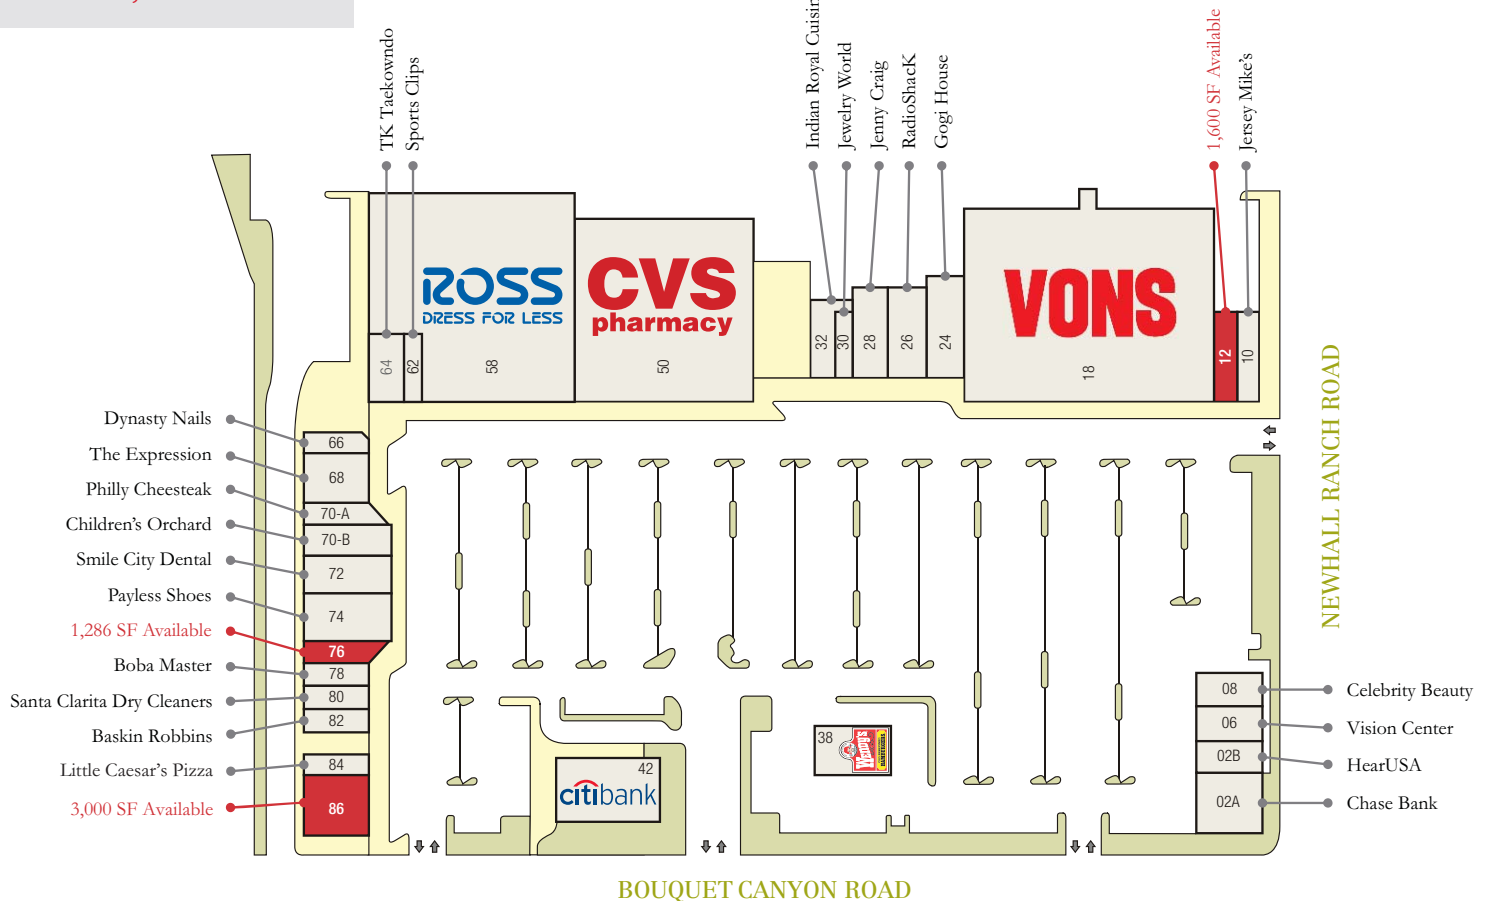 TK Taekowndo
Sports Clips
Indian Royal
Jewelry World
Jenny Craig
RadioShacK
Gogi House
1,600 SF Available
Jersey Mike's
ROSS
DRESS FOR LESS
CVS
pharmacy
VONS
64
62
58
50
32
30
28
26
24
18
12
10
NEWHALL RANCH ROAD
Dynasty Nails
66
The Expression
68
Philly Cheesteak
70-A
Children's Orchard
70-B
Smile City Dental
72
Payless Shoes
74
1,286 SF Available
76
Boba Master
78
Santa Clarita Dry Cleaners
80
Baskin Robbins
82
Little Caesar's Pizza
84
3,000 SF Available
86
42
citibank
38
Wendy's
08
Celebrity Beauty
06
Vision Center
02B
HearUSA
02A
Chase Bank
BOUQUET CANYON ROAD